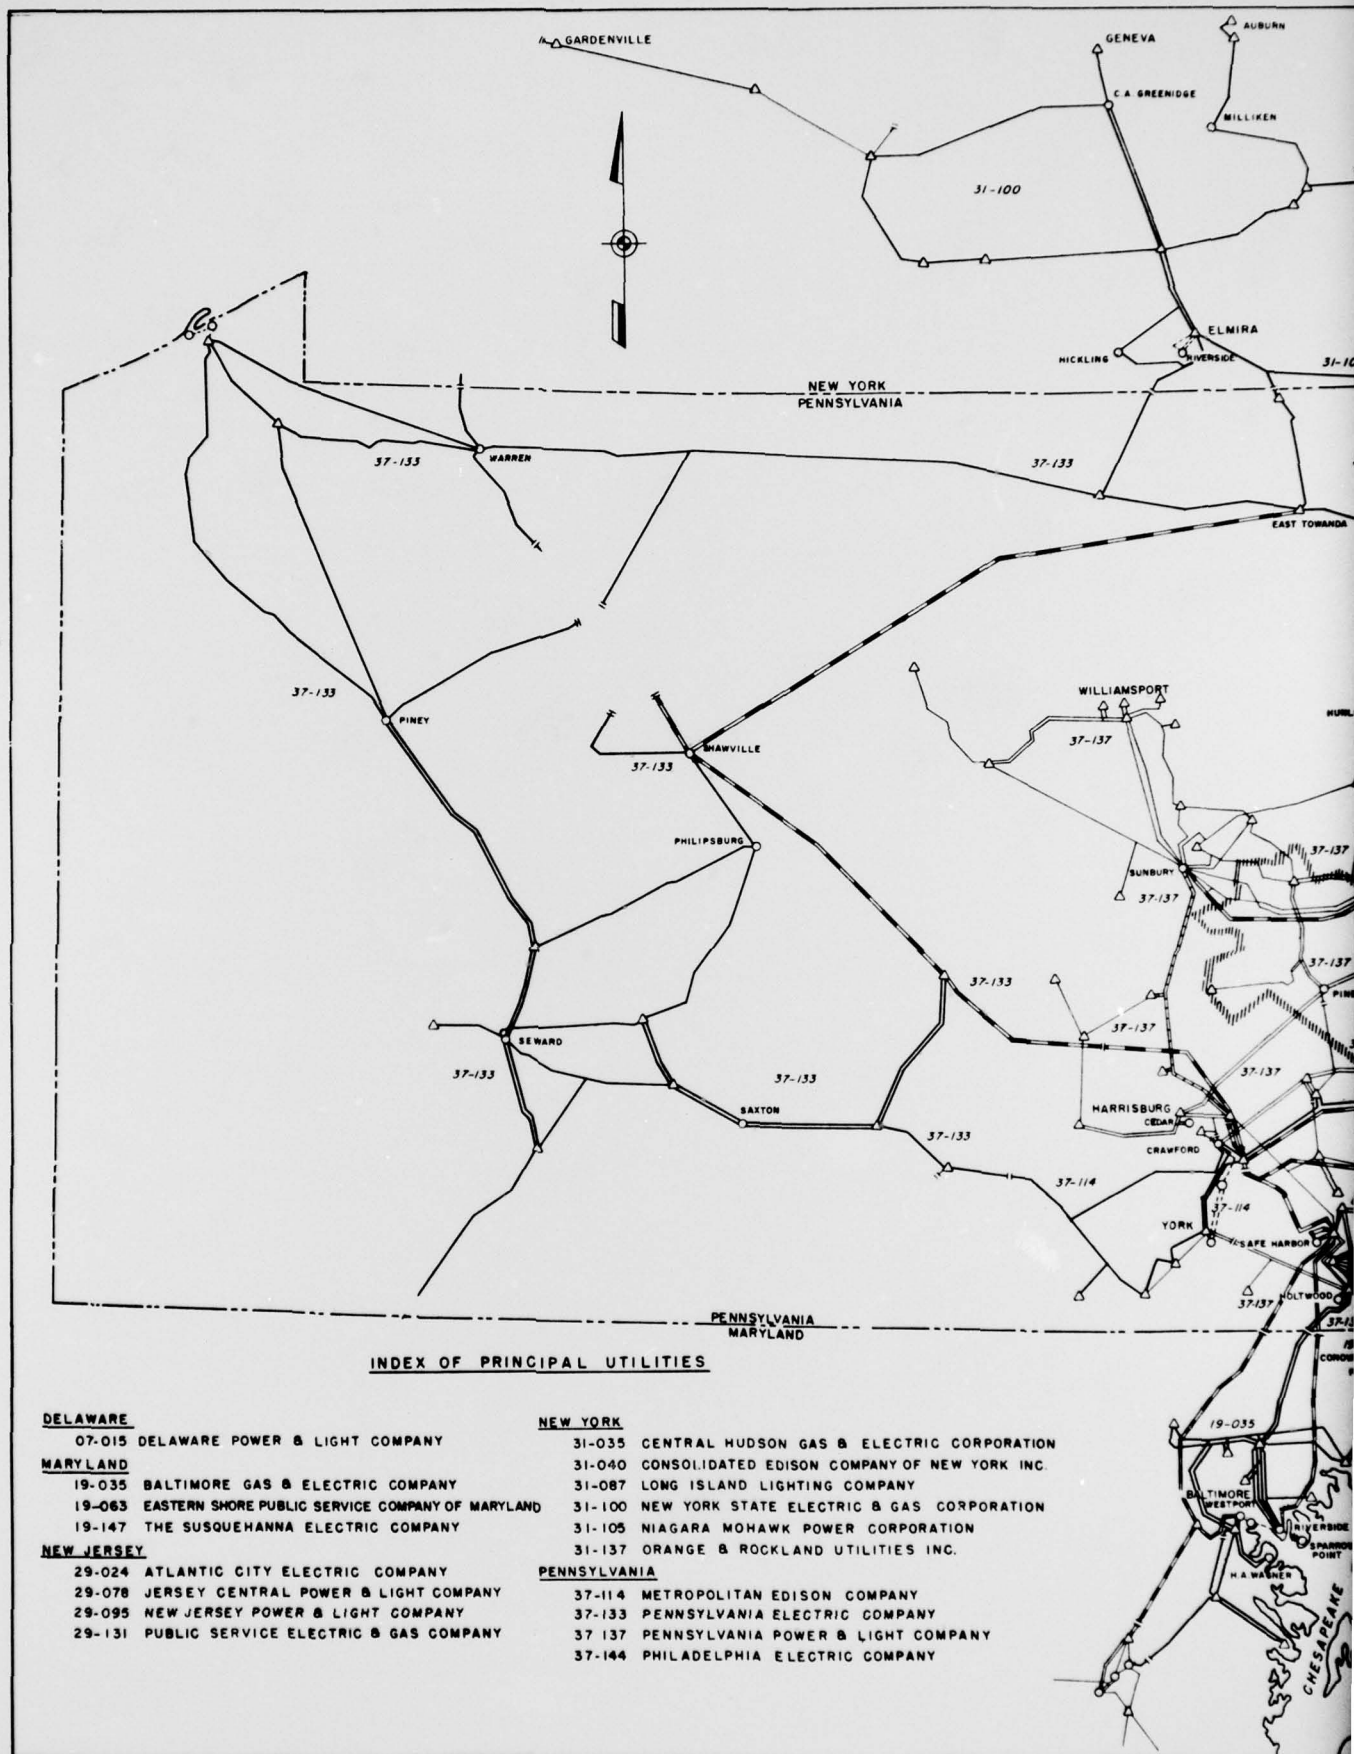 GARDENVILLE
GENEVA
AUBURN
C.A. GREENIDGE
MILLIKEN
31-100
ELMIRA
HICKLING
RIVERSIDE
NEW YORK
PENNSYLVANIA
37-133
WARREN
37-133
EAST TOWANDA
37-133
PINEY
SHAWVILLE
37-133
WILLIAMSPORT
37-137
PHILIPSBURG
SUNBURY
37-137
37-137
37-137
37-133
37-137
SEWARD
37-133
37-133
37-137
SAXTON
HARRISBURG
CEDAR
CRAWFORD
37-133
37-114
37-114
YORK
SAFE HARBOR
HOLTWOOD
37-137
PENNSYLVANIA
MARYLAND
INDEX OF PRINCIPAL UTILITIES
DELAWARE
07-015 DELAWARE POWER & LIGHT COMPANY
MARYLAND
19-035 BALTIMORE GAS & ELECTRIC COMPANY
19-063 EASTERN SHORE PUBLIC SERVICE COMPANY OF MARYLAND
19-147 THE SUSQUEHANNA ELECTRIC COMPANY
NEW JERSEY
29-024 ATLANTIC CITY ELECTRIC COMPANY
29-078 JERSEY CENTRAL POWER & LIGHT COMPANY
29-095 NEW JERSEY POWER & LIGHT COMPANY
29-131 PUBLIC SERVICE ELECTRIC & GAS COMPANY
NEW YORK
31-035 CENTRAL HUDSON GAS & ELECTRIC CORPORATION
31-040 CONSOLIDATED EDISON COMPANY OF NEW YORK INC.
31-087 LONG ISLAND LIGHTING COMPANY
31-100 NEW YORK STATE ELECTRIC & GAS CORPORATION
31-105 NIAGARA MOHAWK POWER CORPORATION
31-137 ORANGE & ROCKLAND UTILITIES INC.
PENNSYLVANIA
37-114 METROPOLITAN EDISON COMPANY
37-133 PENNSYLVANIA ELECTRIC COMPANY
37 137 PENNSYLVANIA POWER & LIGHT COMPANY
37-144 PHILADELPHIA ELECTRIC COMPANY
19-035
BALTIMORE
WESTPORT
RIVERSIDE
POINT
H.A. WAGNER
CHESAPEAKE